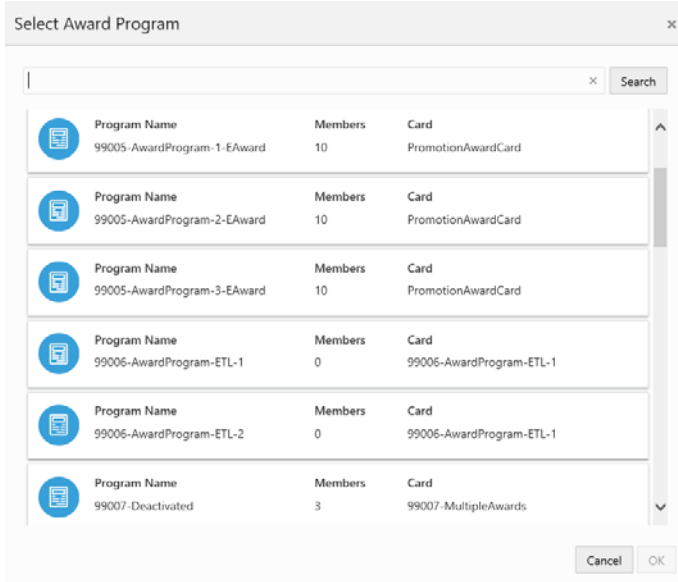 Select Award Program ×
× Search
Program Name Members Card
99005-AwardProgram-1-EAward 10 PromotionAwardCard
Program Name Members Card
99005-AwardProgram-2-EAward 10 PromotionAwardCard
Program Name Members Card
99005-AwardProgram-3-EAward 10 PromotionAwardCard
Program Name Members Card
99006-AwardProgram-ETL-1 0 99006-AwardProgram-ETL-1
Program Name Members Card
99006-AwardProgram-ETL-2 0 99006-AwardProgram-ETL-1
Program Name Members Card
99007-Deactivated 3 99007-MultipleAwards
Cancel OK